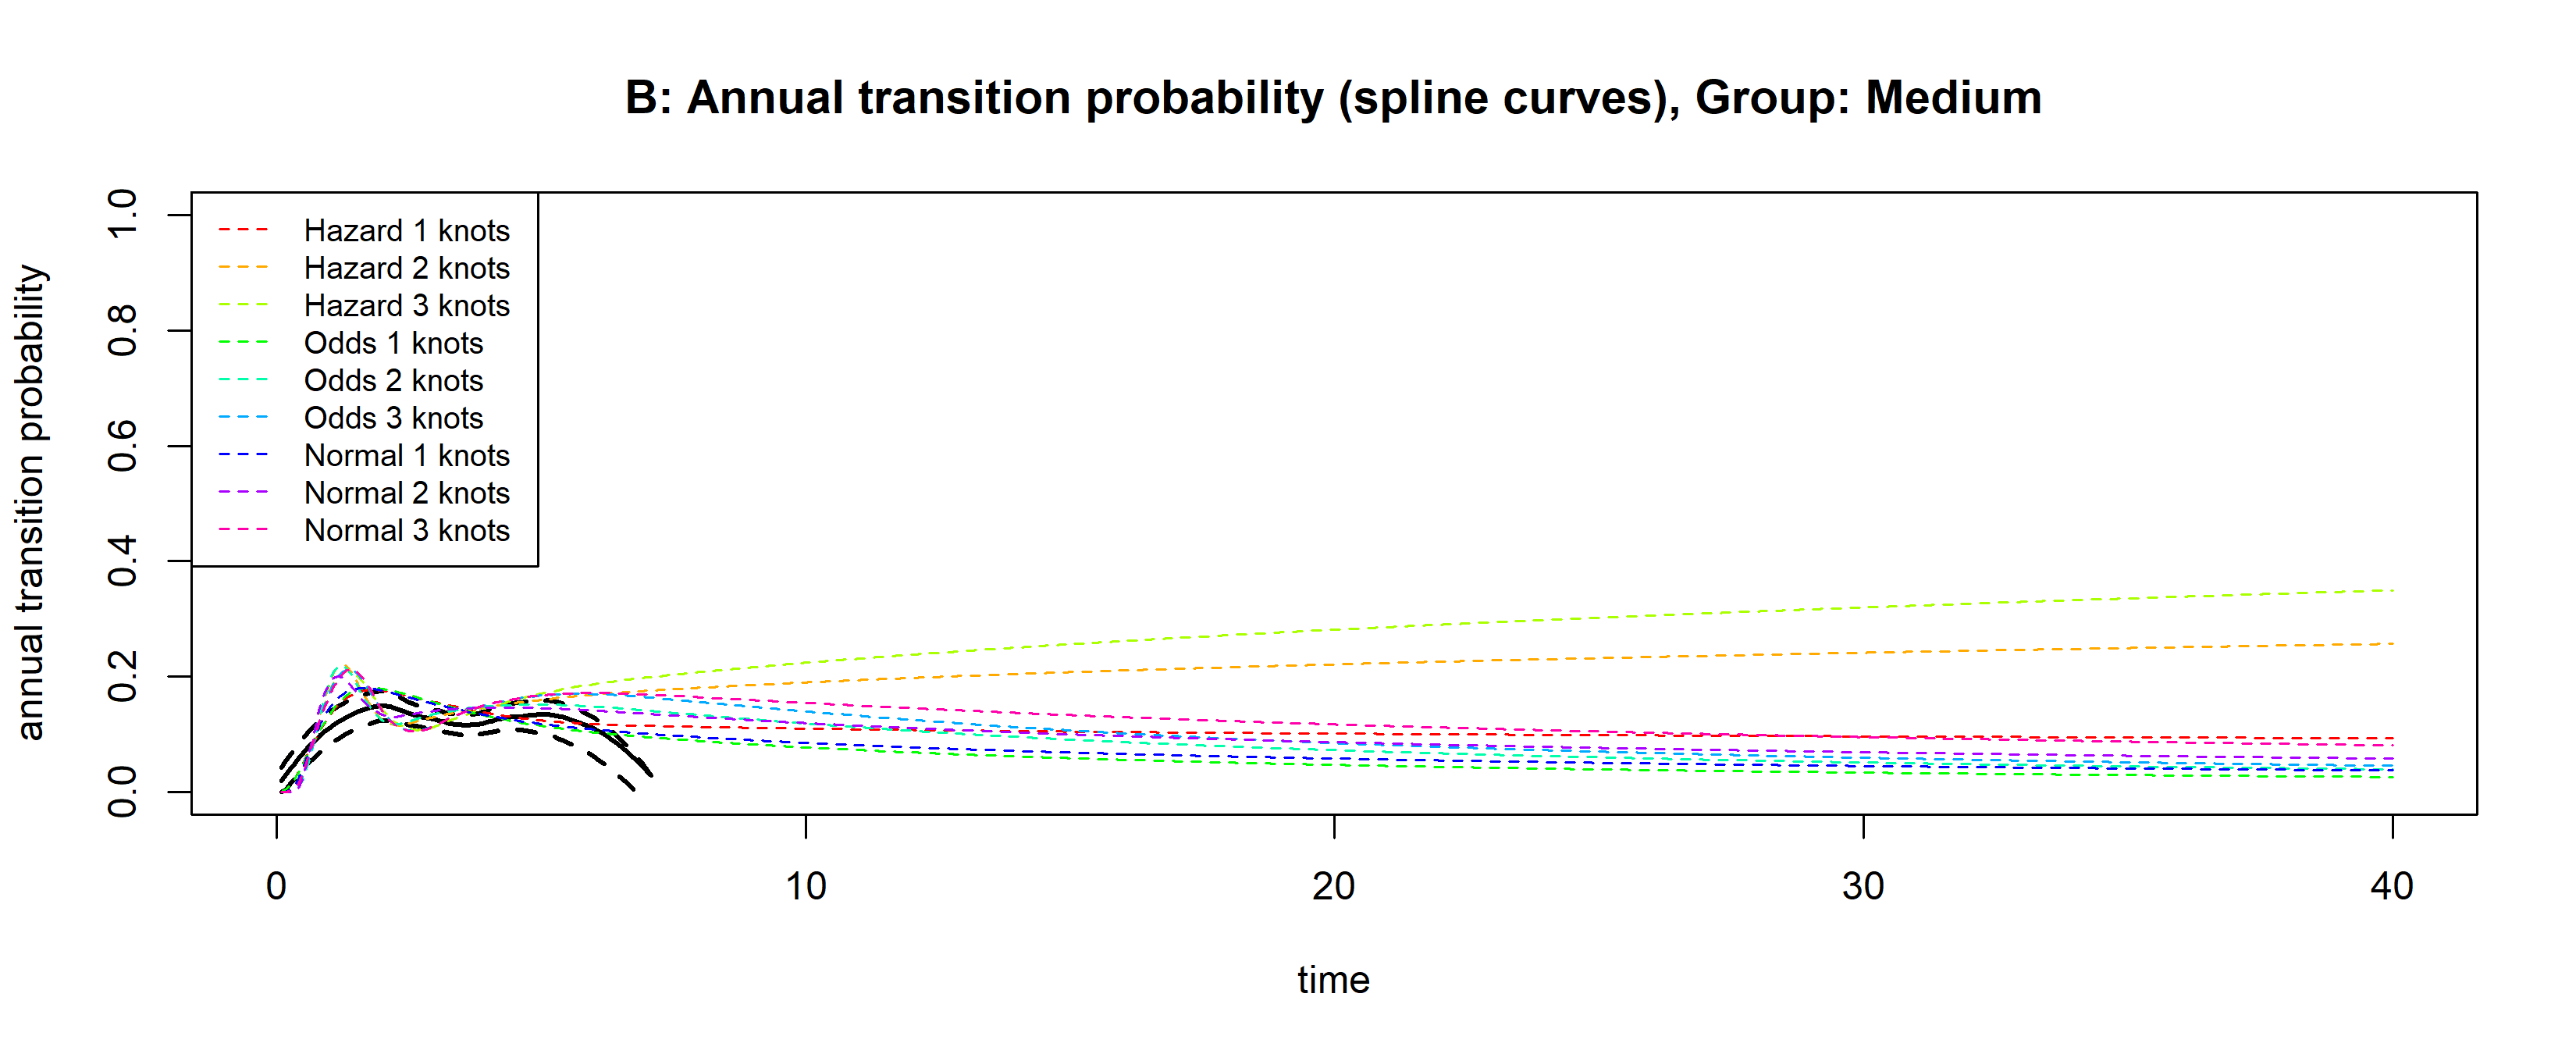 B: Annual transition probability (spline curves), Group: Medium
annual transition probability
1.0
0.8
0.6
0.4
0.2
0.0
Hazard 1 knots
Hazard 2 knots
Hazard 3 knots
Odds 1 knots
Odds 2 knots
Odds 3 knots
Normal 1 knots
Normal 2 knots
Normal 3 knots
0 10 20 30 40
time